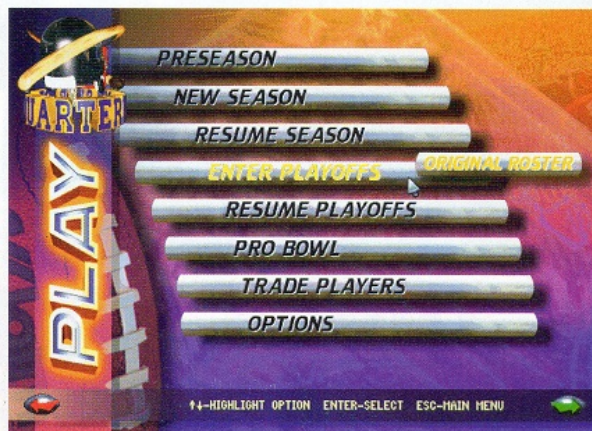 UARTER
PLAY
PRESEASON
NEW SEASON
RESUME SEASON
ENTER PLAYOFFS
ORIGINAL ROSTER
RESUME PLAYOFFS
PRO BOWL
TRADE PLAYERS
OPTIONS
↑↓-HIGHLIGHT OPTION ENTER-SELECT ESC-MAIN MENU